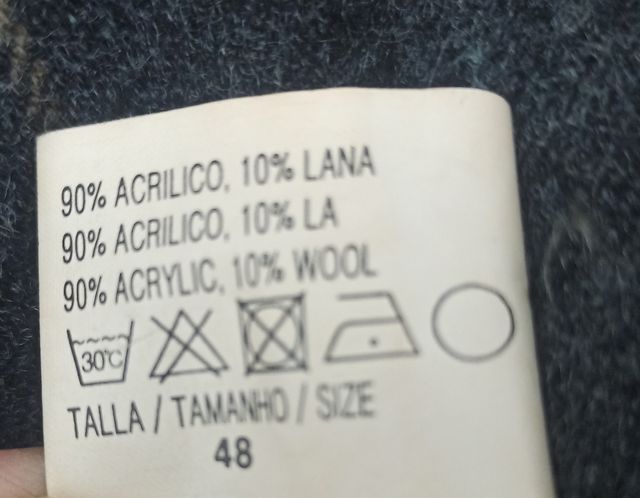 90% ACRILICO, 10% LANA
90% ACRILICO, 10% LA
90% ACRYLIC, 10% WOOL
30°C
TALLA / TAMANHO / SIZE
48